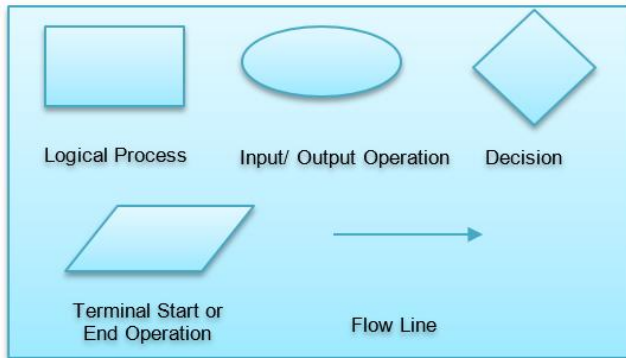 Logical Process
Input/ Output Operation
Decision
Terminal Start or
End Operation
Flow Line